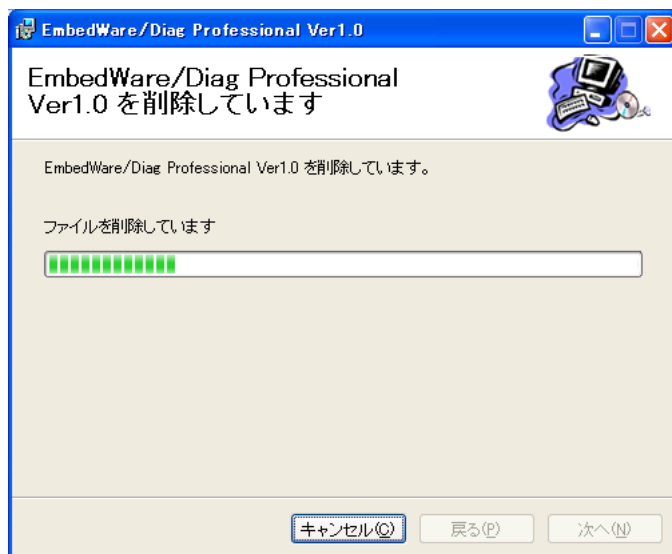 EmbedWare/Diag Professional Ver1.0
EmbedWare/Diag Professional
Ver1.0 を削除しています
EmbedWare/Diag Professional Ver1.0 を削除しています。
ファイルを削除しています
キャンセル(C)
戻る(P)
次へ(N)